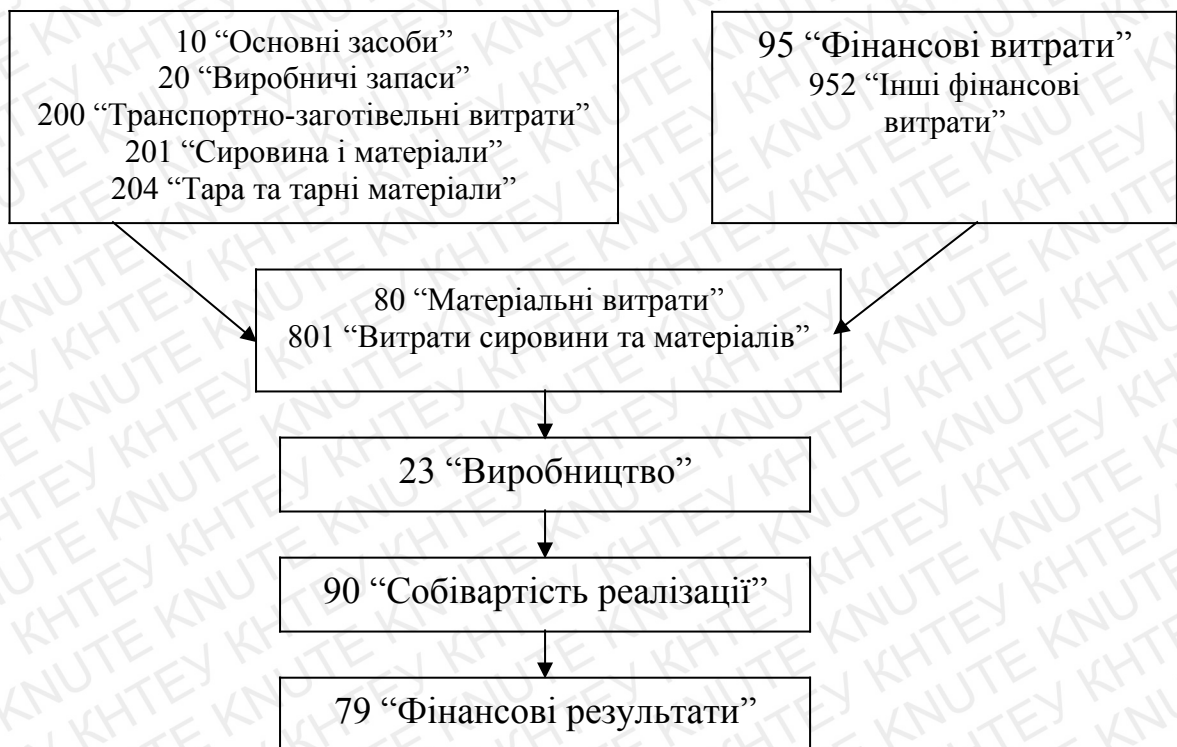 10 “Основні засоби”
20 “Виробничі запаси”
200 “Транспортно-заготівельні витрати”
201 “Сировина і матеріали”
204 “Тара та тарні матеріали”
95 “Фінансові витрати”
952 “Інші фінансові
витрати”
80 “Матеріальні витрати”
801 “Витрати сировини та матеріалів”
23 “Виробництво”
90 “Собівартість реалізації”
79 “Фінансові результати”